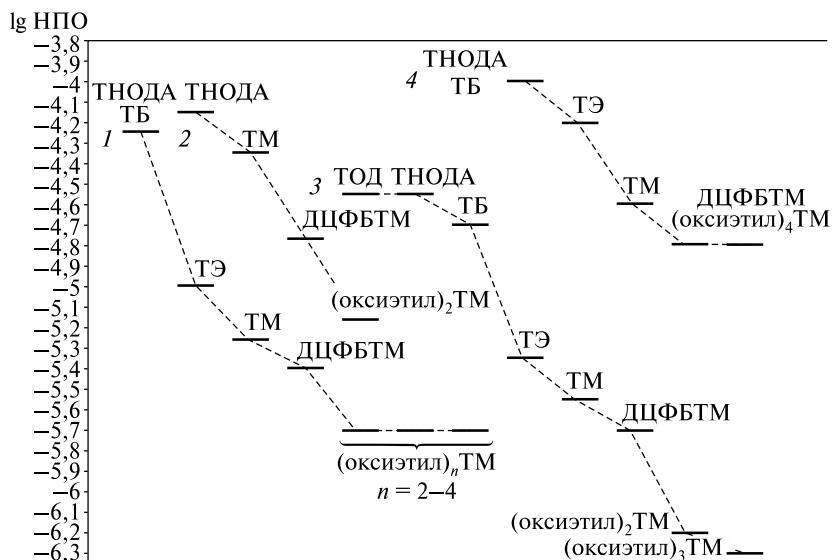 lg НПО
−3,8
−3,9
−4
−4,1
−4,2
−4,3
−4,4
−4,5
−4,6
−4,7
−4,8
−4,9
−5
−5,1
−5,2
−5,3
−5,4
−5,5
−5,6
−5,7
−5,8
−5,9
−6
−6,1
−6,2
−6,3
ТНОДА
ТБ
1
ТЭ
ТМ
ДЦФБТМ
(оксиэтил)nТМ
n = 2−4
2
ТНОДА
ТМ
ДЦФБТМ
(оксиэтил)2ТМ
3
ТОД ТНОДА
ТБ
ТЭ
ТМ
ДЦФБТМ
(оксиэтил)2ТМ
(оксиэтил)3ТМ
4
ТНОДА
ТБ
ТЭ
ТМ
ДЦФБТМ
(оксиэтил)4ТМ